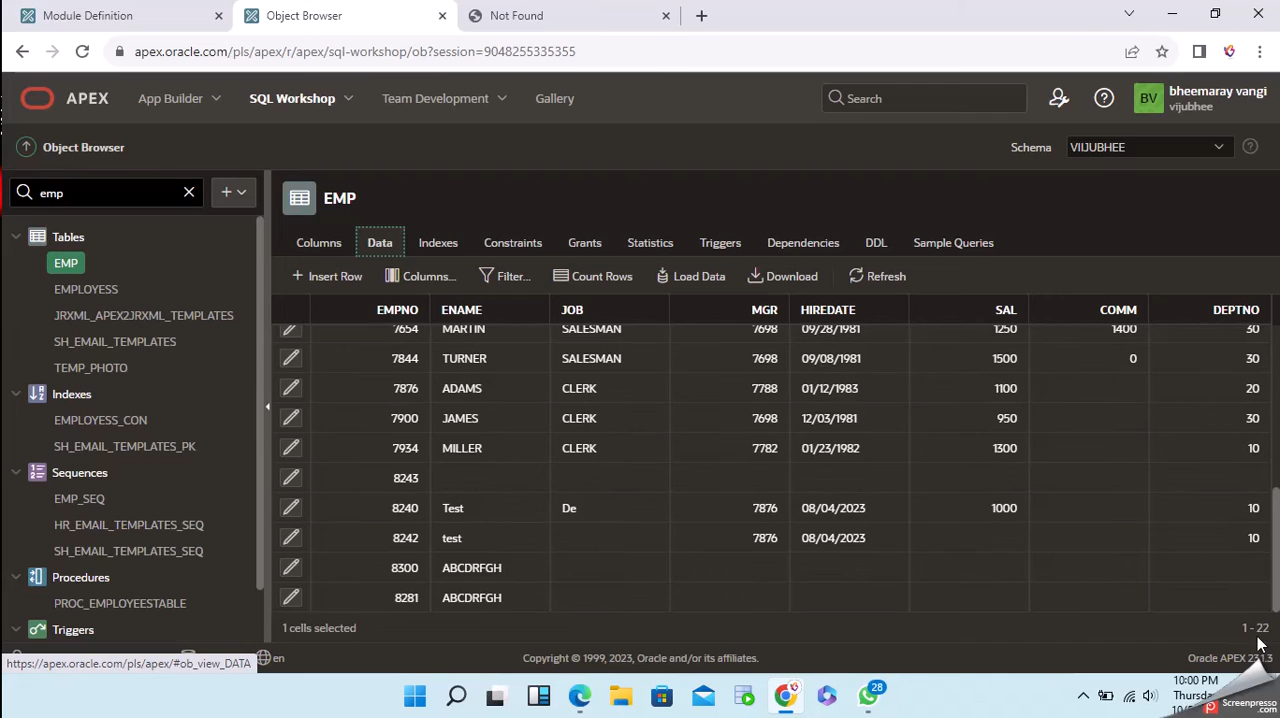 Module Definition
Object Browser
Not Found
apex.oracle.com/pls/apex/r/apex/sql-workshop/ob?session=9048255335355
APEX App Builder SQL Workshop Team Development Gallery Search BV bheemaray vangi
vijubhee
Object Browser Schema VIIJUBHEE
emp
Tables
EMP
EMPLOYESS
JRXML_APEX2JRXML_TEMPLATES
SH_EMAIL_TEMPLATES
TEMP_PHOTO
Indexes
EMPLOYESS_CON
SH_EMAIL_TEMPLATES_PK
Sequences
EMP_SEQ
HR_EMAIL_TEMPLATES_SEQ
SH_EMAIL_TEMPLATES_SEQ
Procedures
PROC_EMPLOYEESTABLE
Triggers
EMP
Columns Data Indexes Constraints Grants Statistics Triggers Dependencies DDL Sample Queries
Insert Row Columns... Filter... Count Rows Load Data Download Refresh
EMPNO ENAME JOB MGR HIREDATE SAL COMM DEPTNO
7654 MARTIN SALESMAN 7698 09/28/1981 1250 1400 30
7844 TURNER SALESMAN 7698 09/08/1981 1500 0 30
7876 ADAMS CLERK 7788 01/12/1983 1100 20
7900 JAMES CLERK 7698 12/03/1981 950 30
7934 MILLER CLERK 7782 01/23/1982 1300 10
8243
8240 Test De 7876 08/04/2023 1000 10
8242 test 7876 08/04/2023 10
8300 ABCDRFGH
8281 ABCDRFGH
1 cells selected 1 - 22
https://apex.oracle.com/pls/apex/#ob_view_DATA
en Copyright © 1999, 2023, Oracle and/or its affiliates. Oracle APEX 23.1.3
28
10:00 PM
Thursday
Screenpresso
.com